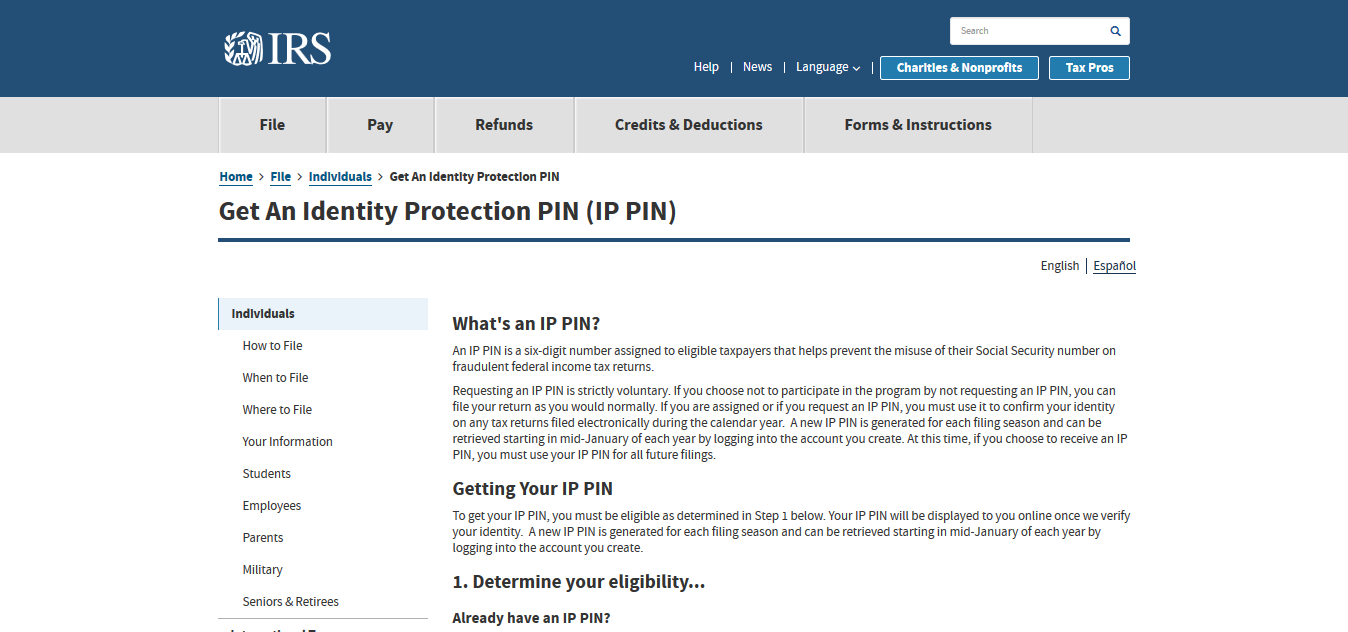 IRS
Search
Help | News | Language | Charities & Nonprofits Tax Pros
File Pay Refunds Credits & Deductions Forms & Instructions
Home > File > Individuals > Get An Identity Protection PIN
Get An Identity Protection PIN (IP PIN)
English | Español
Individuals
How to File
When to File
Where to File
Your Information
Students
Employees
Parents
Military
Seniors & Retirees
What's an IP PIN?
An IP PIN is a six-digit number assigned to eligible taxpayers that helps prevent the misuse of their Social Security number on
fraudulent federal income tax returns.
Requesting an IP PIN is strictly voluntary. If you choose not to participate in the program by not requesting an IP PIN, you can
file your return as you would normally. If you are assigned or if you request an IP PIN, you must use it to confirm your identity
on any tax returns filed electronically during the calendar year. A new IP PIN is generated for each filing season and can be
retrieved starting in mid-January of each year by logging into the account you create. At this time, if you choose to receive an IP
PIN, you must use your IP PIN for all future filings.
Getting Your IP PIN
To get your IP PIN, you must be eligible as determined in Step 1 below. Your IP PIN will be displayed to you online once we verify
your identity. A new IP PIN is generated for each filing season and can be retrieved starting in mid-January of each year by
logging into the account you create.
1. Determine your eligibility...
Already have an IP PIN?